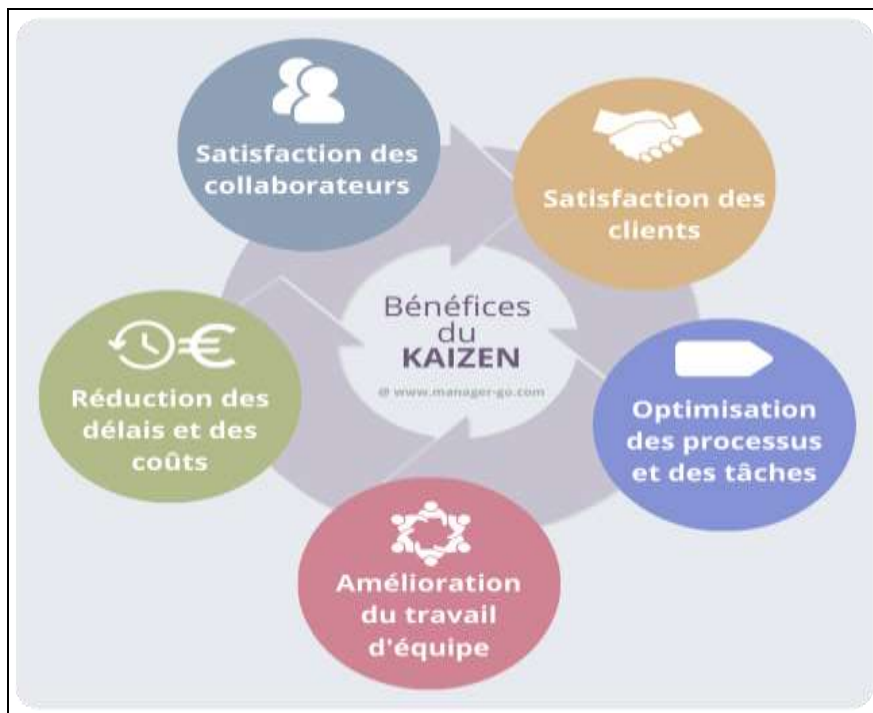 Satisfaction des
collaborateurs
Satisfaction des
clients
Bénéfices
du
KAIZEN
@ www.manager-go.com
Réduction des
délais et des
coûts
Optimisation
des processus
et des tâches
Amélioration
du travail
d'équipe